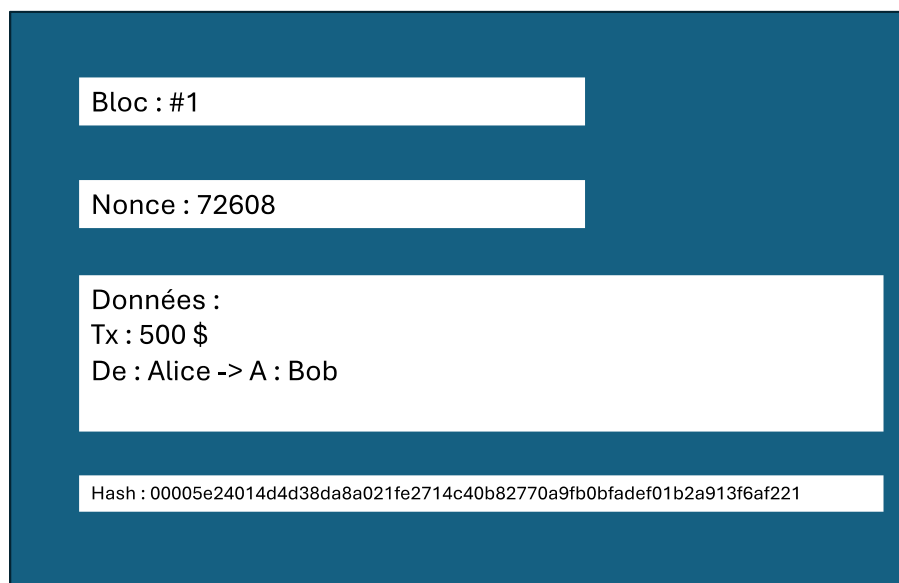 Bloc : #1
Nonce : 72608
Données :
Tx : 500 $
De : Alice -> A : Bob
Hash : 00005e24014d4d38da8a021fe2714c40b82770a9fb0bfadef01b2a913f6af221